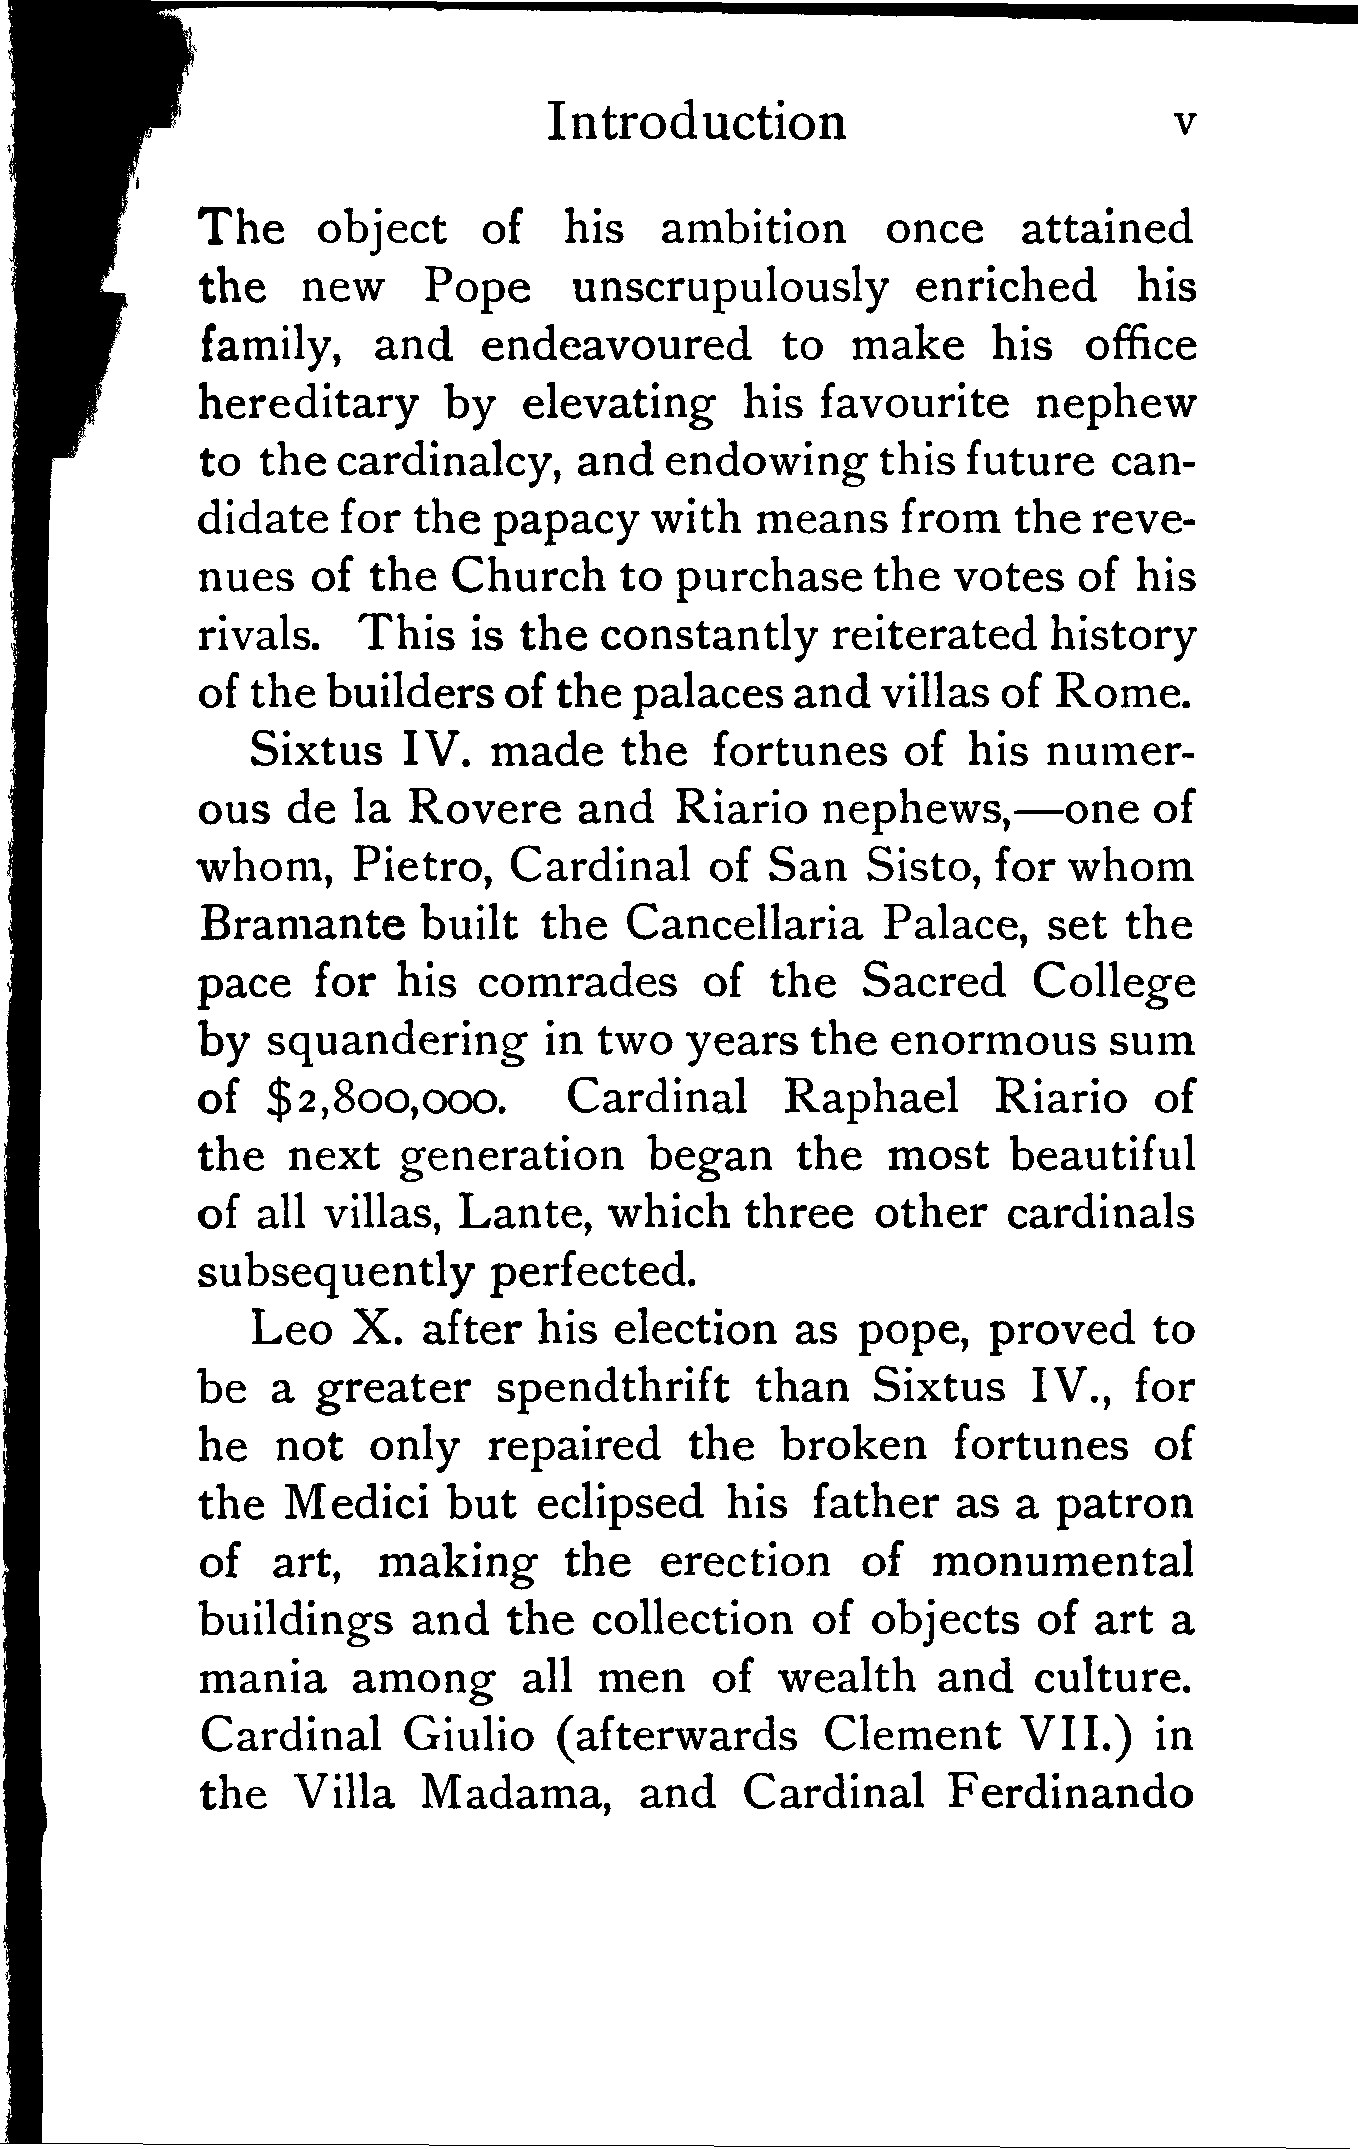 Introduction v
The object of his ambition once attained
the new Pope unscrupulously enriched his
family, and endeavoured to make his office
hereditary by elevating his favourite nephew
to the cardinalcy, and endowing this future can-
didate for the papacy with means from the reve-
nues of the Church to purchase the votes of his
rivals. This is the constantly reiterated history
of the builders of the palaces and villas of Rome.
Sixtus IV. made the fortunes of his numer-
ous de la Rovere and Riario nephews,—one of
whom, Pietro, Cardinal of San Sisto, for whom
Bramante built the Cancellaria Palace, set the
pace for his comrades of the Sacred College
by squandering in two years the enormous sum
of $2,800,000. Cardinal Raphael Riario of
the next generation began the most beautiful
of all villas, Lante, which three other cardinals
subsequently perfected.
Leo X. after his election as pope, proved to
be a greater spendthrift than Sixtus IV., for
he not only repaired the broken fortunes of
the Medici but eclipsed his father as a patron
of art, making the erection of monumental
buildings and the collection of objects of art a
mania among all men of wealth and culture.
Cardinal Giulio (afterwards Clement VII.) in
the Villa Madama, and Cardinal Ferdinando